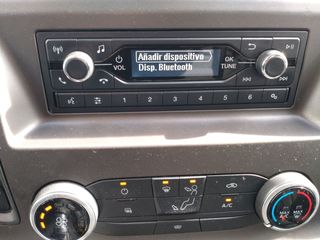 Añadir dispositivo
Disp. Bluetooth
VOL
OK
TUNE
1 2 3 4 5 6
A/C
MAX A/C